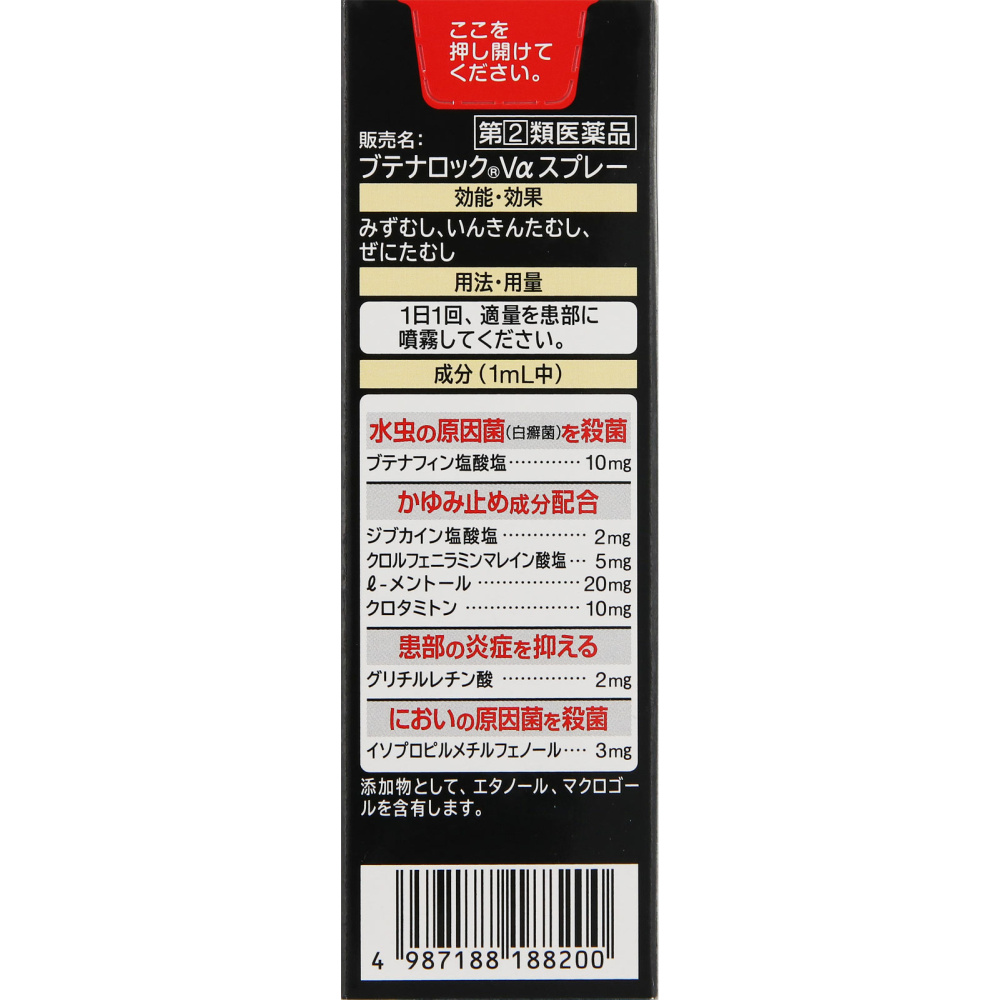 ここを
押し開けて
ください。
第②類医薬品
販売名：
ブテナロック®Vαスプレー
効能・効果
みずむし、いんきんたむし、
ぜにたむし
用法・用量
1日1回、適量を患部に
噴霧してください。
成分（1mL中）
水虫の原因菌（白癬菌）を殺菌
ブテナフィン塩酸塩…………10mg
かゆみ止め成分配合
ジブカイン塩酸塩……………2mg
クロルフェニラミンマレイン酸塩…5mg
ℓ-メントール………………20mg
クロタミトン…………………10mg
患部の炎症を抑える
グリチルレチン酸……………2mg
においの原因菌を殺菌
イソプロピルメチルフェノール‥‥3mg
添加物として、エタノール、マクロゴー
ルを含有します。
4 987188 188200